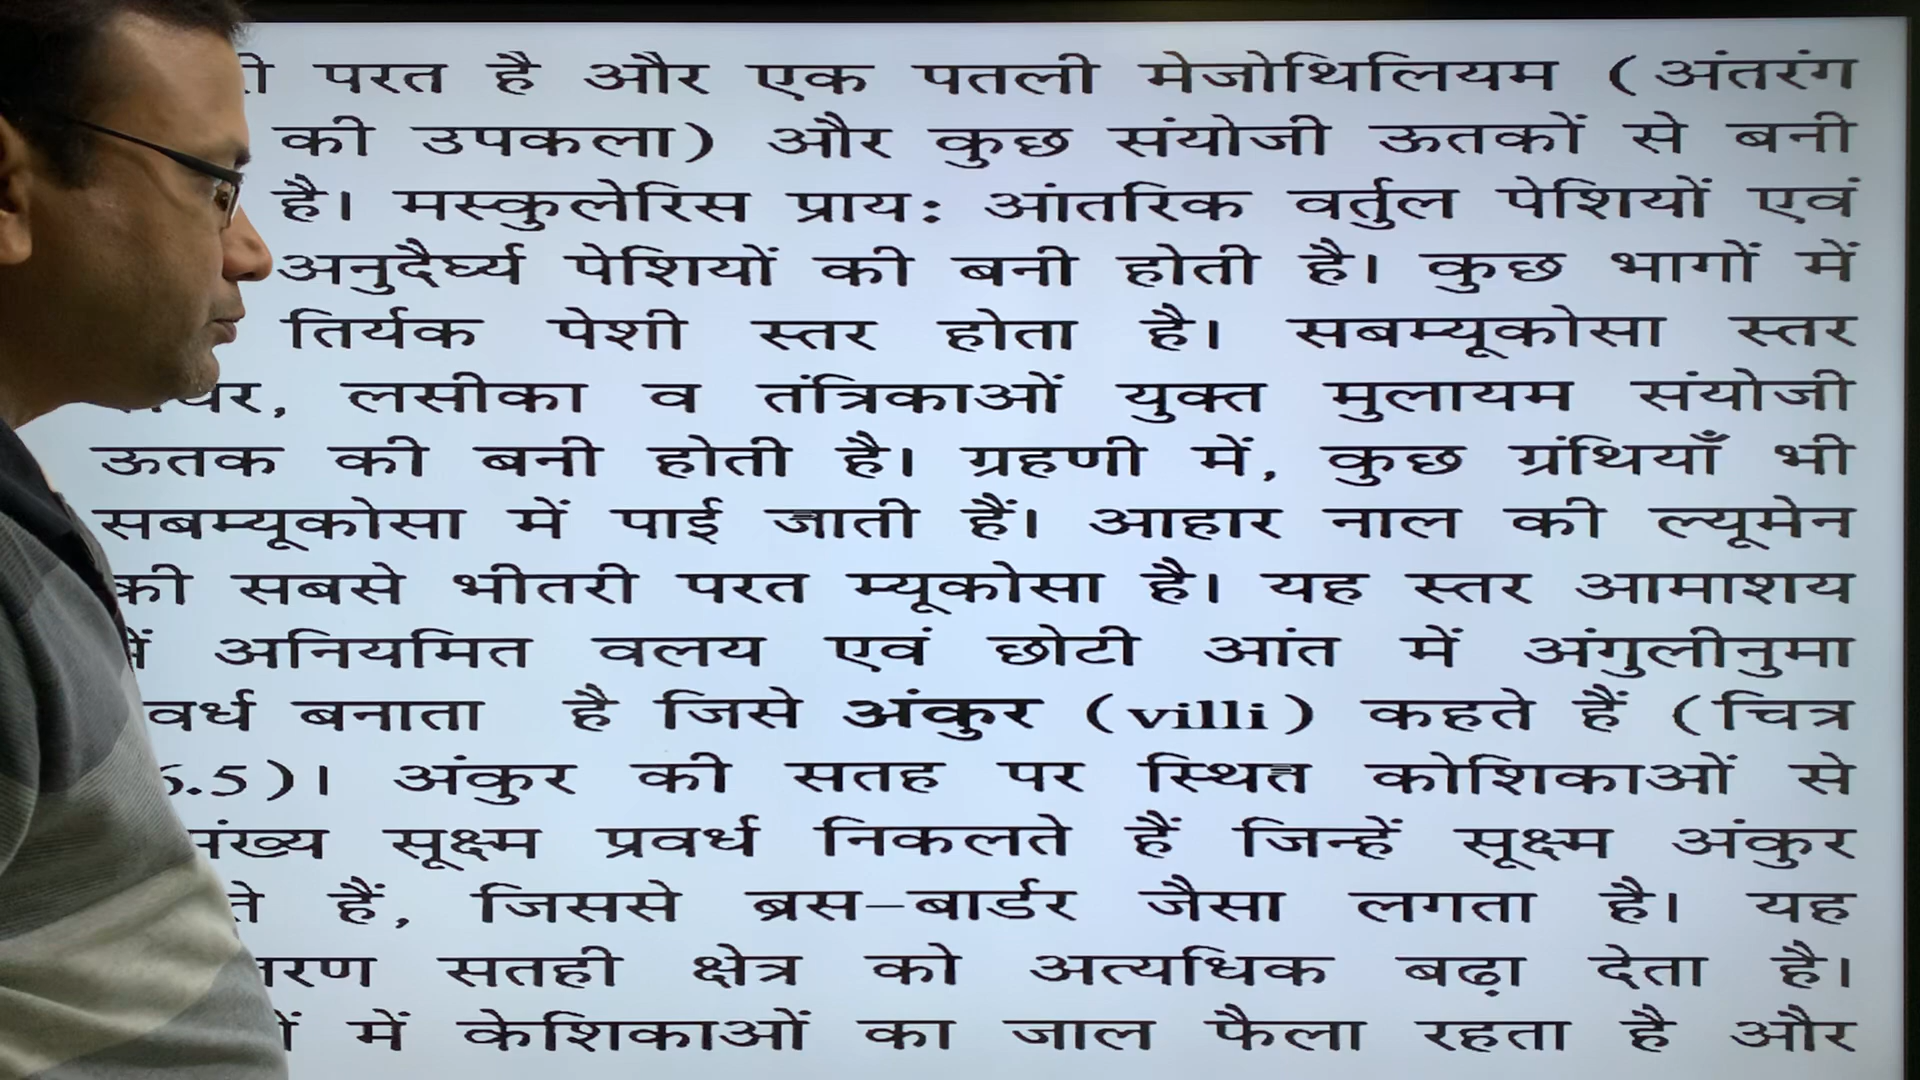 परत है और एक पतली मेजोथिलियम (अंतरंग
की उपकला) और कुछ संयोजी ऊतकों से बनी
है। मस्कुलेरिस प्राय: आंतरिक वर्तुल पेशियों एवं
अनुदैर्घ्य पेशियों की बनी होती है। कुछ भागों में
तिर्यक पेशी स्तर होता है। सबम्यूकोसा स्तर
लसीका व तंत्रिकाओं युक्त मुलायम संयोजी
ऊतक की बनी होती है। ग्रहणी में, कुछ ग्रंथियाँ भी
सबम्यूकोसा में पाई जाती हैं। आहार नाल की ल्यूमेन
की सबसे भीतरी परत म्यूकोसा है। यह स्तर आमाशय
में अनियमित वलय एवं छोटी आंत में अंगुलीनुमा
वर्ध बनाता है जिसे अंकुर (villi) कहते हैं (चित्र
6.5)। अंकुर की सतह पर स्थित कोशिकाओं से
सूक्ष्म प्रवर्ध निकलते हैं जिन्हें सूक्ष्म अंकुर
हैं, जिससे ब्रस–बार्डर जैसा लगता है। यह
सतही क्षेत्र को अत्यधिक बढ़ा देता है।
में केशिकाओं का जाल फैला रहता है और